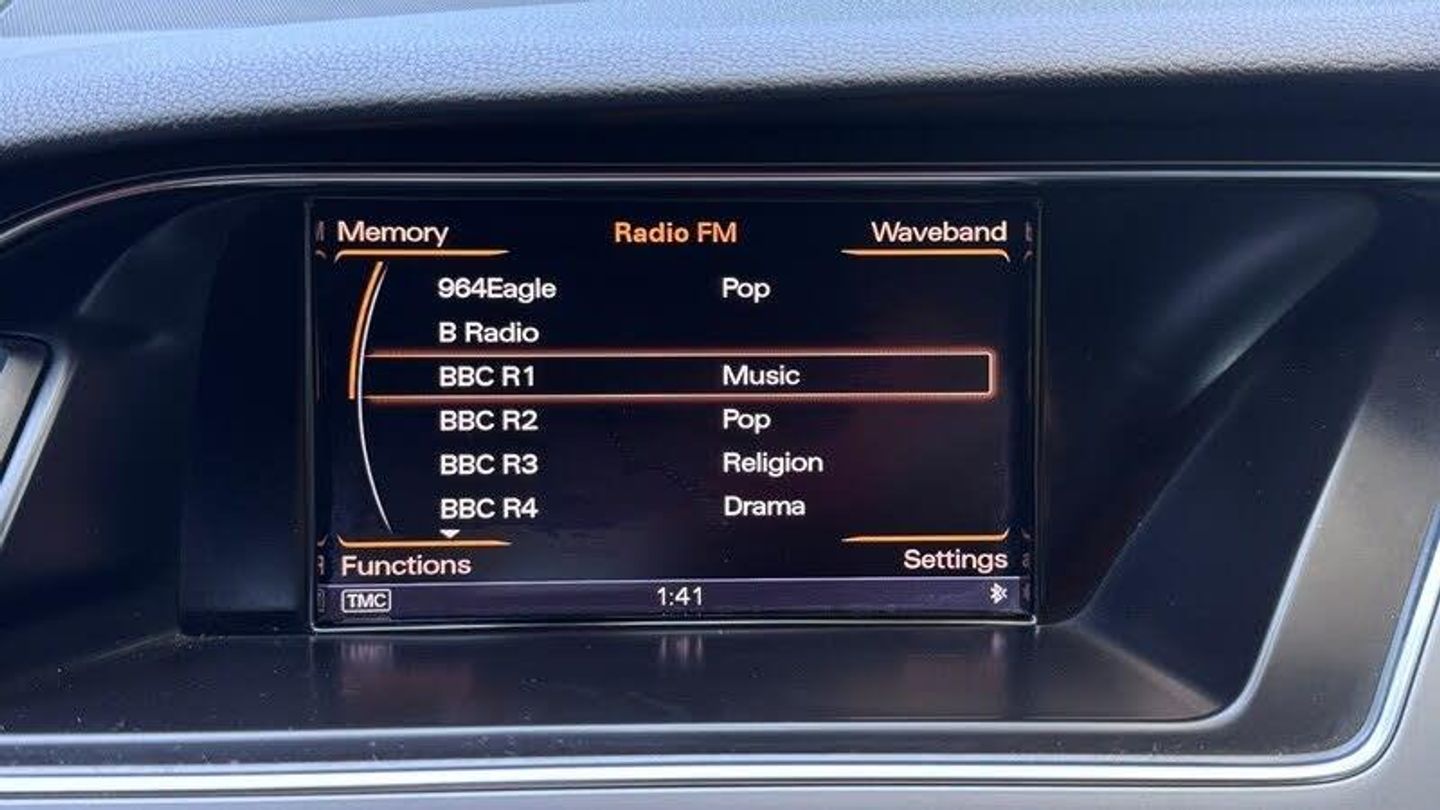 Memory Radio FM Waveband
964Eagle Pop
B Radio
BBC R1 Music
BBC R2 Pop
BBC R3 Religion
BBC R4 Drama
Functions Settings
TMC 1:41